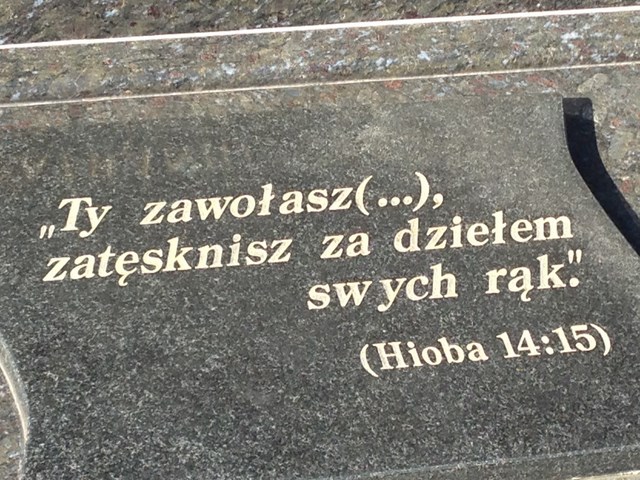 „Ty zawołasz(...),
zatęsknisz za dziełem
swych rąk."
(Hioba 14:15)